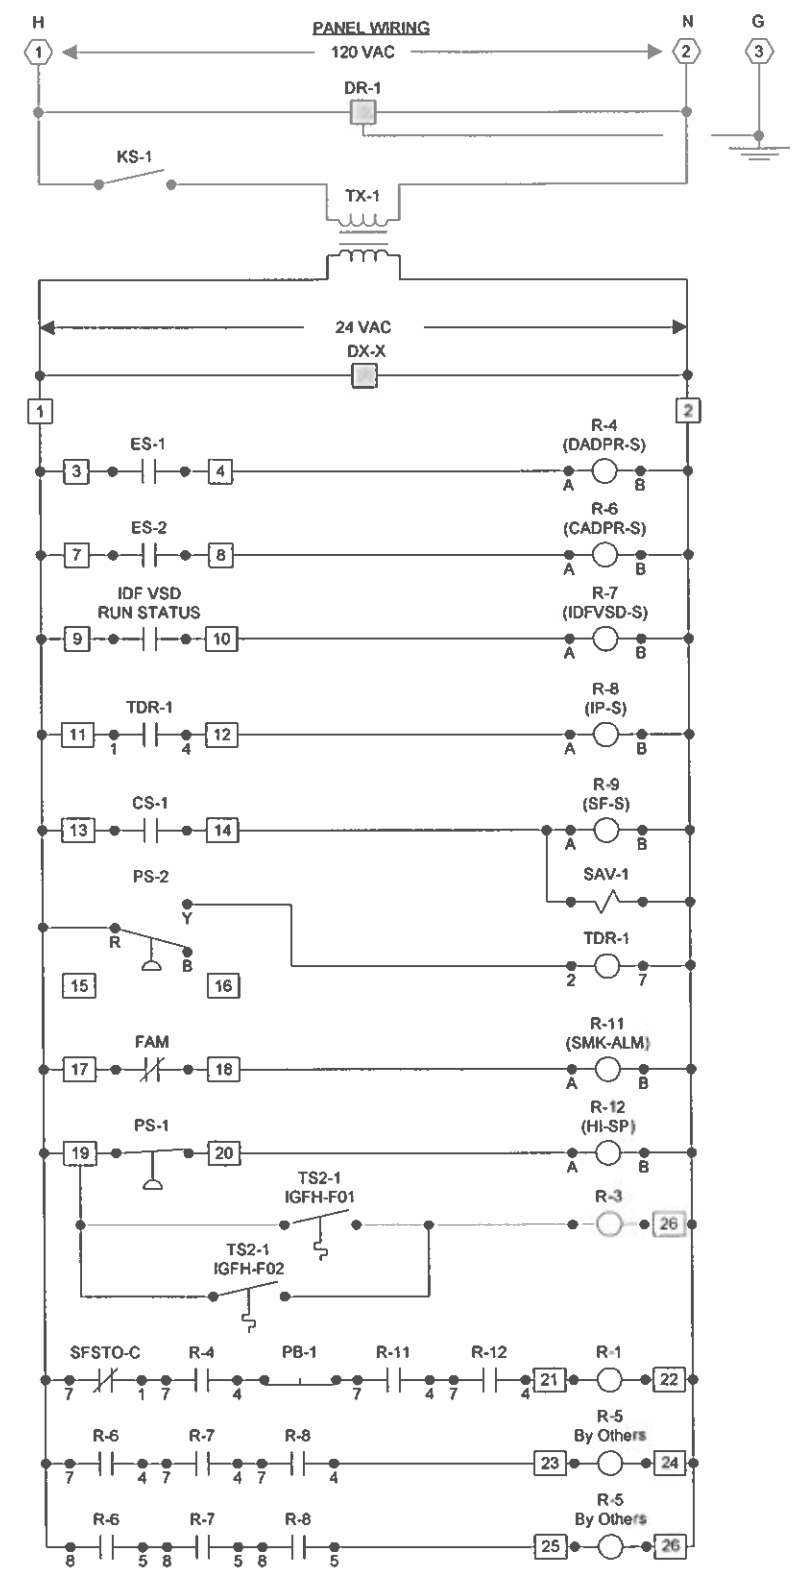 H
PANEL WIRING
N
G
1
120 VAC
2
3
DR-1
KS-1
TX-1
24 VAC
DX-X
1
2
ES-1
R-4
(DADPR-S)
3
4
A
B
ES-2
R-6
(CADPR-S)
7
8
A
B
IDF VSD
RUN STATUS
R-7
(IDFVSD-S)
9
10
A
B
TDR-1
R-8
(IP-S)
11
1
4
12
A
B
CS-1
R-9
(SF-S)
13
14
A
B
PS-2
SAV-1
Y
R
B
TDR-1
2
7
15
16
FAM
R-11
(SMK-ALM)
17
18
A
B
PS-1
R-12
(HI-SP)
19
20
A
B
TS2-1
IGFH-F01
R-3
26
TS2-1
IGFH-F02
SFSTO-C
R-4
PB-1
R-11
R-12
R-1
7
1
7
4
7
4
7
4
21
22
R-6
R-7
R-8
R-5
By Others
7
4
7
4
7
4
23
24
R-6
R-7
R-8
R-5
By Others
8
5
8
5
8
5
25
26